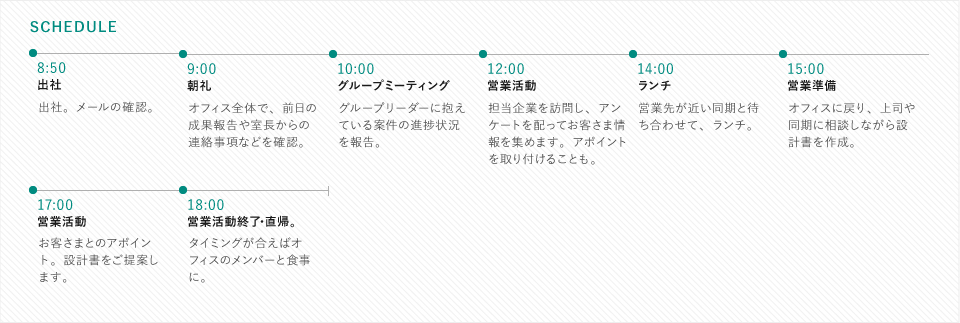 SCHEDULE
8:50
出社
出社。メールの確認。
9:00
朝礼
オフィス全体で、前日の
成果報告や室長からの
連絡事項などを確認。
10:00
グループミーティング
グループリーダーに抱え
ている案件の進捗状況
を報告。
12:00
営業活動
担当企業を訪問し、アン
ケートを配ってお客さま情
報を集めます。アポイント
を取り付けることも。
14:00
ランチ
営業先が近い同期と待
ち合わせて、ランチ。
15:00
営業準備
オフィスに戻り、上司や
同期に相談しながら設
計書を作成。
17:00
営業活動
お客さまとのアポイン
ト。設計書をご提案し
ます。
18:00
営業活動終了・直帰。
タイミングが合えばオ
フィスのメンバーと食事
に。